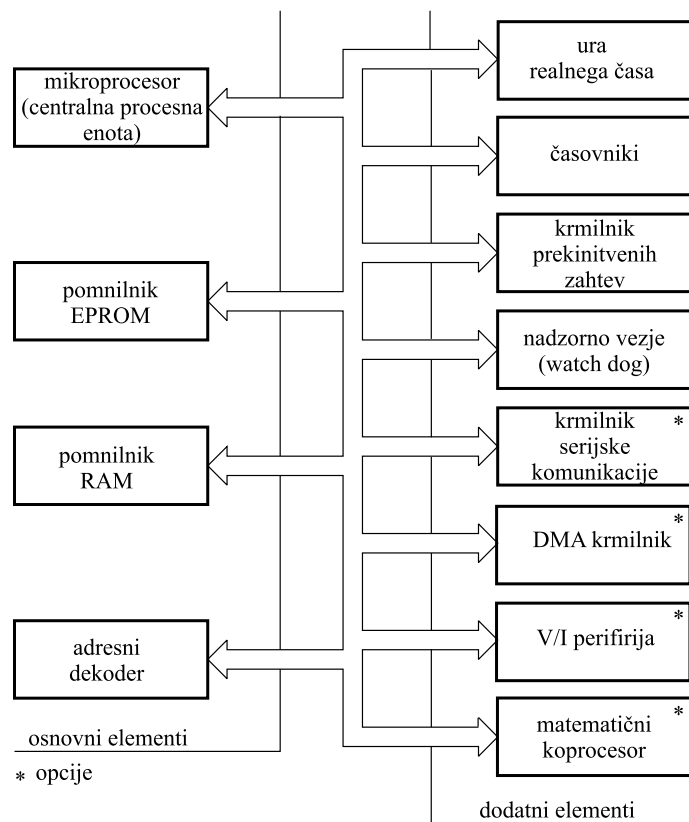 mikroprocesor
(centralna procesna
enota)
pomnilnik
EPROM
pomnilnik
RAM
adresni
dekoder
osnovni elementi
* opcije
ura
realnega časa
časovniki
krmilnik
prekinitvenih
zahtev
nadzorno vezje
(watch dog)
krmilnik *
serijske
komunikacije
*
DMA krmilnik
*
V/I perifirija
*
matematični
koprocesor
dodatni elementi